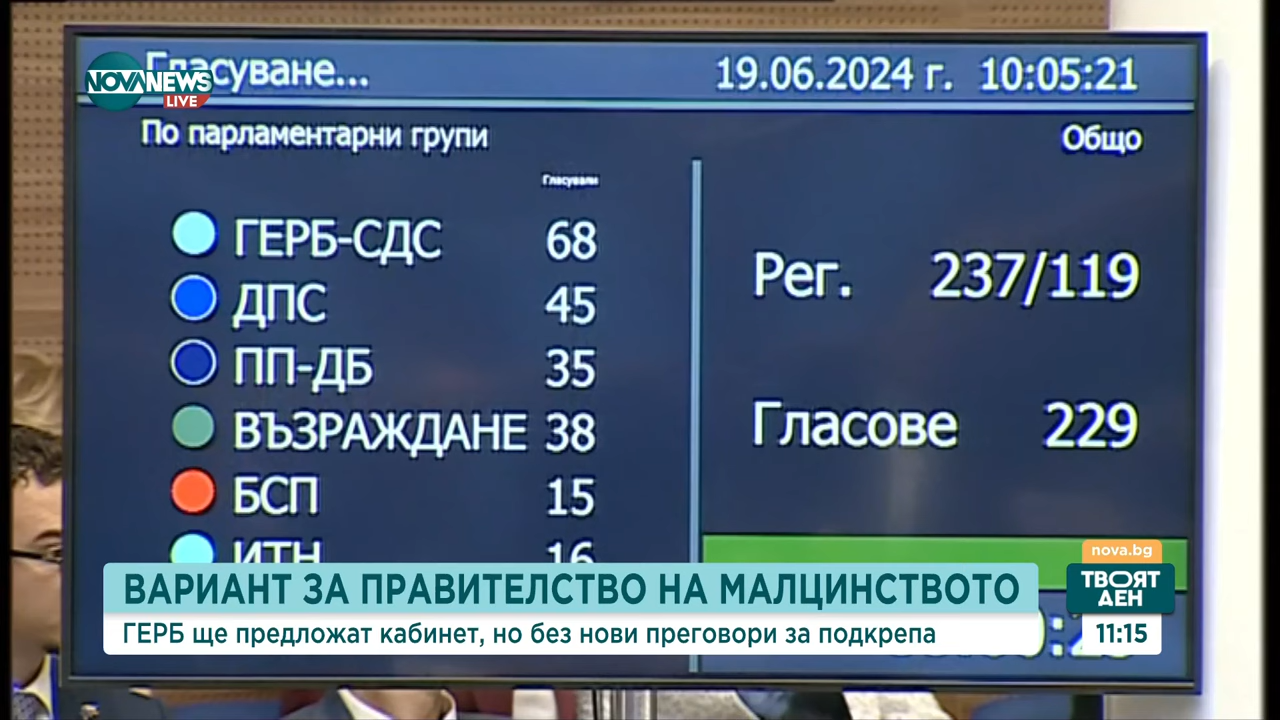 Гласуване...
19.06.2024 г. 10:05:21
NOVA NEWS
LIVE
По парламентарни групи
Общо
Гласували
ГЕРБ-СДС 68
ДПС 45
ПП-ДБ 35
ВЪЗРАЖДАНЕ 38
БСП 15
ИТН 16
Рег. 237/119
Гласове 229
ВАРИАНТ ЗА ПРАВИТЕЛСТВО НА МАЛЦИНСТВОТО
ГЕРБ ще предложат кабинет, но без нови преговори за подкрепа
nova.bg
ТВОЯТ
ДЕН
11:15